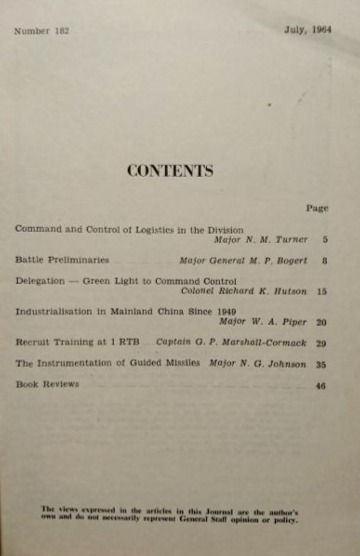 Number 182 July, 1964
CONTENTS
Page
Command and Control of Logistics in the Division
Major N. M. Turner 5
Battle Preliminaries Major General M. P. Bogert 8
Delegation — Green Light to Command Control
Colonel Richard K. Hutson 15
Industrialisation in Mainland China Since 1949
Major W. A. Piper 20
Recruit Training at 1 RTB Captain G. P. Marshall-Cormack 29
The Instrumentation of Guided Missiles Major N. G. Johnson 35
Book Reviews 46
The views expressed in the articles in this Journal are the author's
own and do not necessarily represent General Staff opinion or policy.